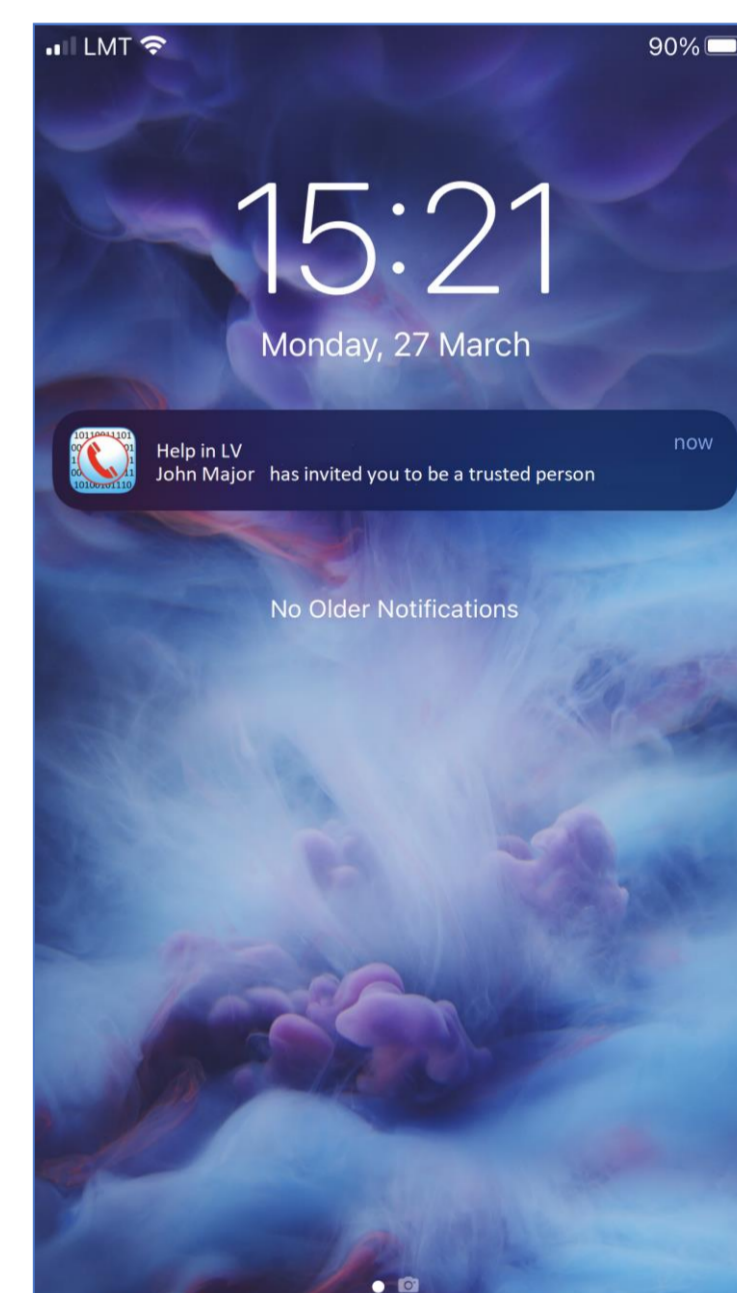 LMT 90%
15:21
Monday, 27 March
Help in LV now
John Major has invited you to be a trusted person
No Older Notifications